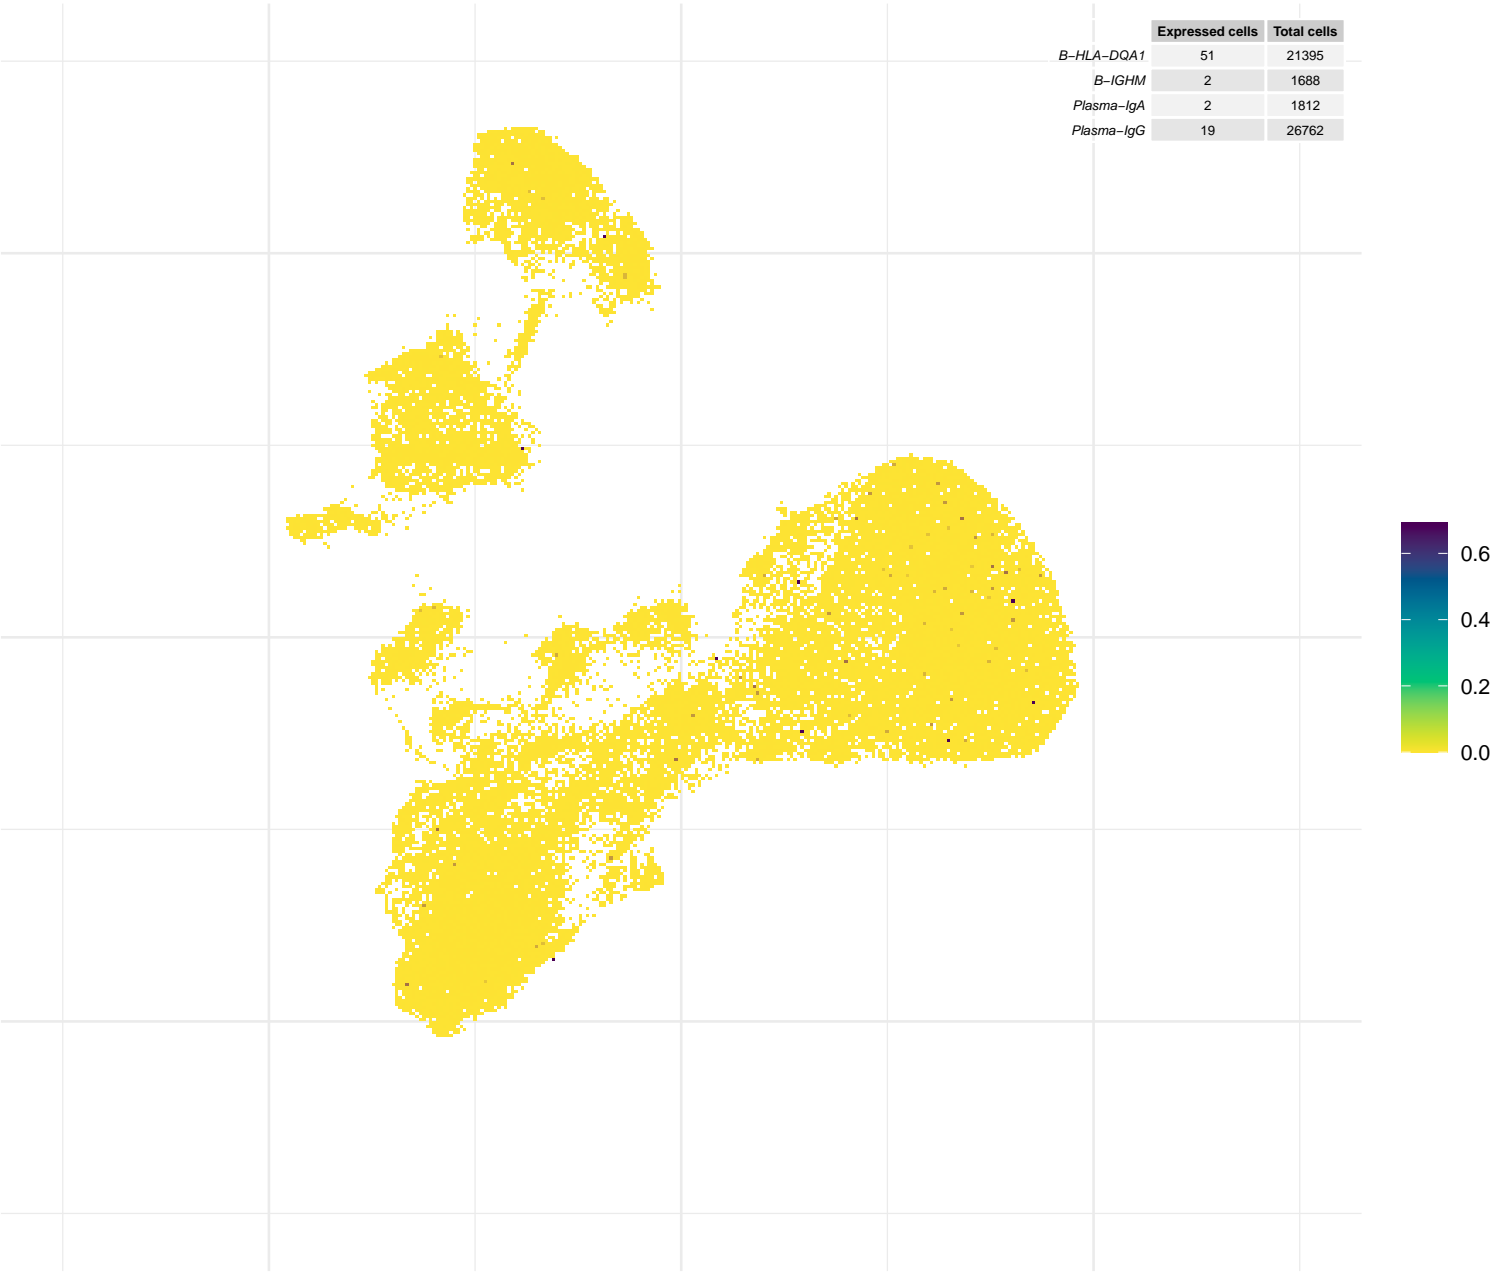 Expressed cells Total cells
B−HLA−DQA1 51 21395
B−IGHM 2 1688
Plasma−IgA 2 1812
Plasma−IgG 19 26762
0.6
0.4
0.2
0.0